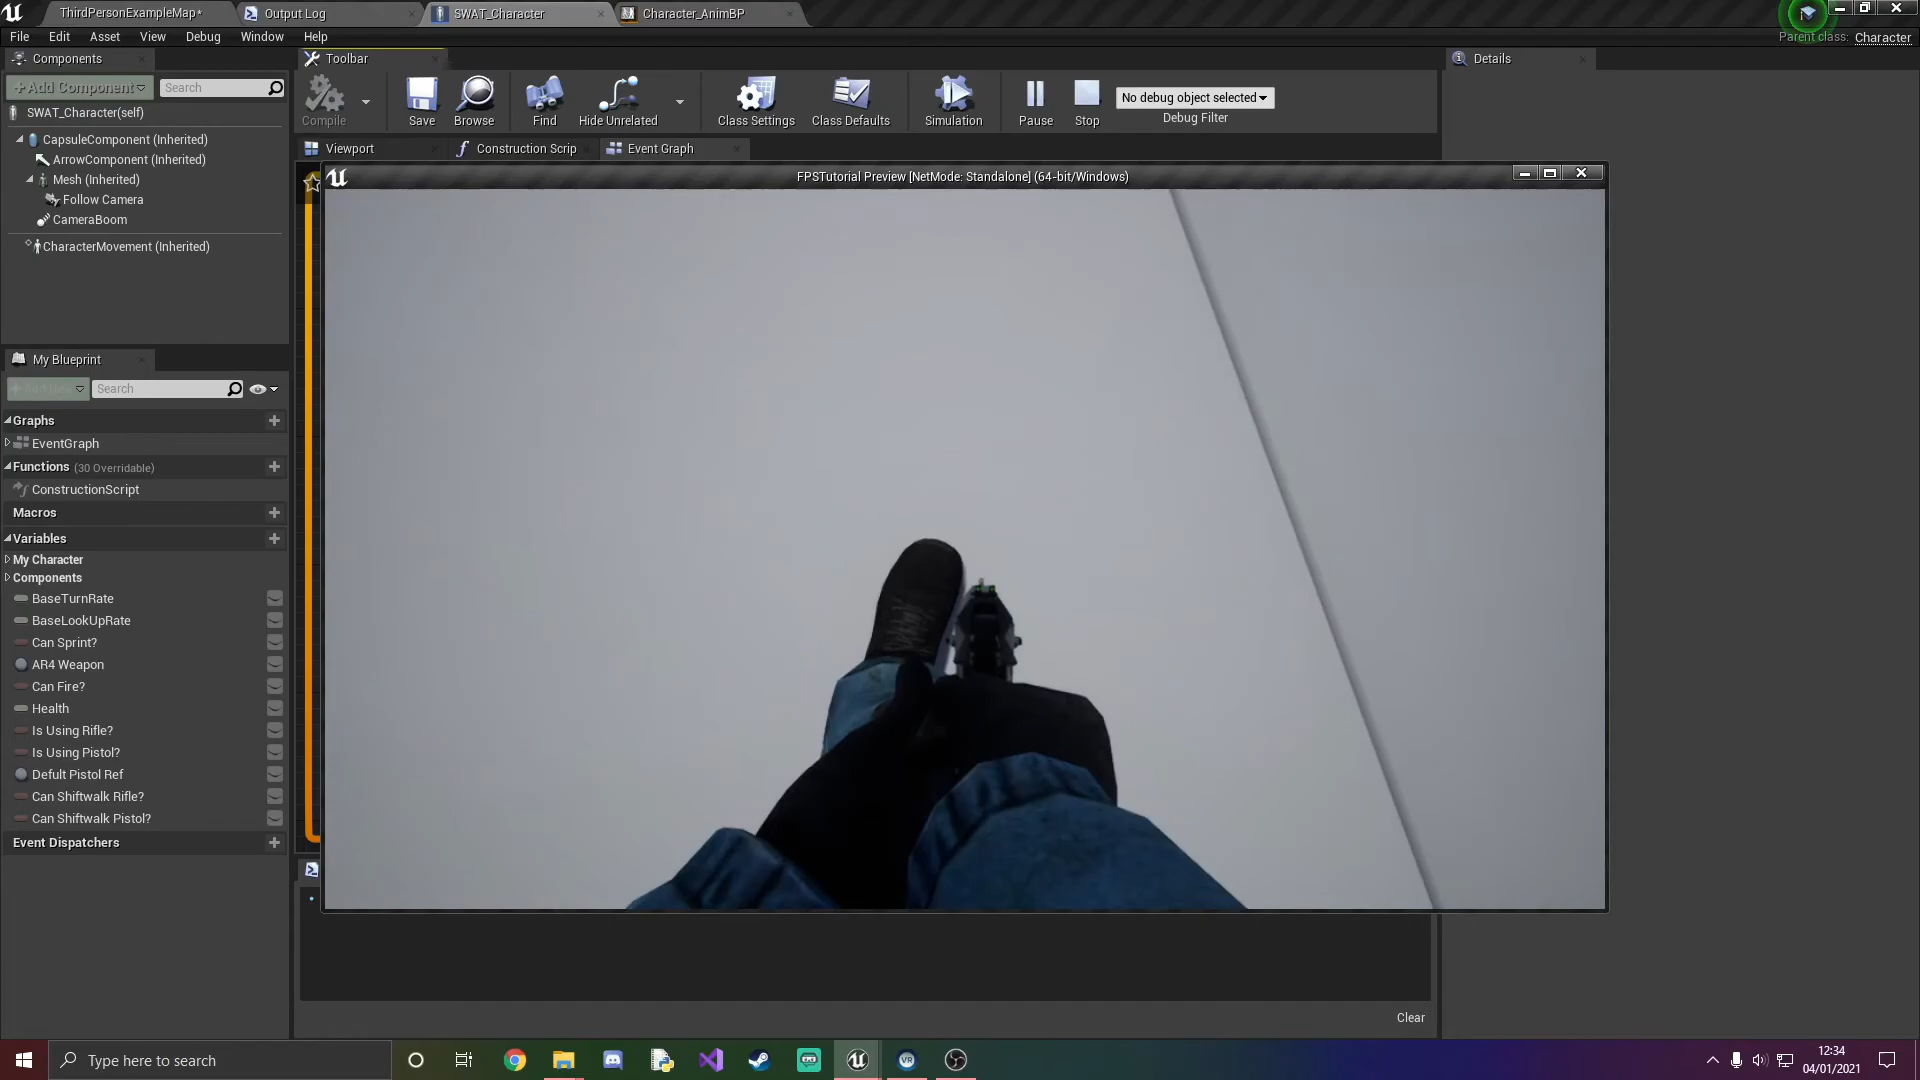 ThirdPersonExampleMap*
Output Log
SWAT_Character
Character_AnimBP
File
Edit
Asset
View
Debug
Window
Help
Parent class: Character
Components
Toolbar
Details
+Add Component
Search
Compile
Save
Browse
Find
Hide Unrelated
Class Settings
Class Defaults
Simulation
Pause
Stop
No debug object selected
Debug Filter
SWAT_Character(self)
CapsuleComponent (Inherited)
ArrowComponent (Inherited)
Mesh (Inherited)
Follow Camera
CameraBoom
CharacterMovement (Inherited)
Viewport
Construction Scrip
Event Graph
FPSTutorial Preview [NetMode: Standalone] (64-bit/Windows)
My Blueprint
Search
Graphs
EventGraph
Functions (30 Overridable)
ConstructionScript
Macros
Variables
My Character
Components
BaseTurnRate
BaseLookUpRate
Can Sprint?
AR4 Weapon
Can Fire?
Health
Is Using Rifle?
Is Using Pistol?
Defult Pistol Ref
Can Shiftwalk Rifle?
Can Shiftwalk Pistol?
Event Dispatchers
Clear
Type here to search
VR
12:34
04/01/2021